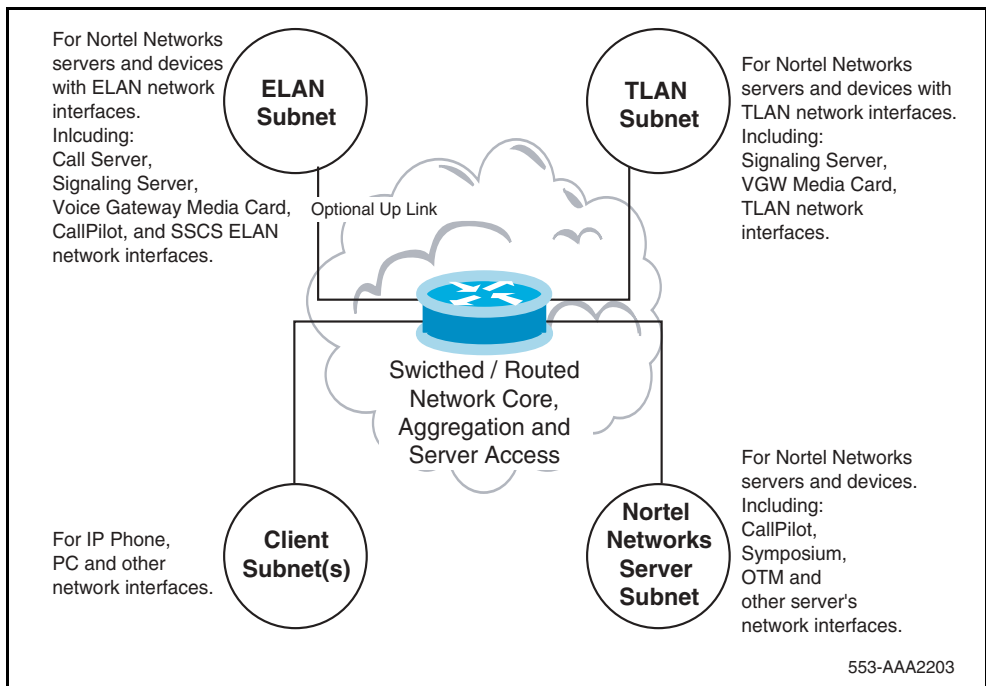 For Nortel Networks
servers and devices
with ELAN network
interfaces.
Inlcuding:
Call Server,
Signaling Server,
Voice Gateway Media Card,
CallPilot, and SSCS ELAN
network interfaces.
ELAN
Subnet
Optional Up Link
TLAN
Subnet
For Nortel Networks
servers and devices with
TLAN network interfaces.
Including:
Signaling Server,
VGW Media Card,
TLAN network
interfaces.
Swicthed / Routed
Network Core,
Aggregation and
Server Access
For IP Phone,
PC and other
network interfaces.
Client
Subnet(s)
Nortel
Networks
Server
Subnet
For Nortel Networks
servers and devices.
Including:
CallPilot,
Symposium,
OTM and
other server's
network interfaces.
553-AAA2203